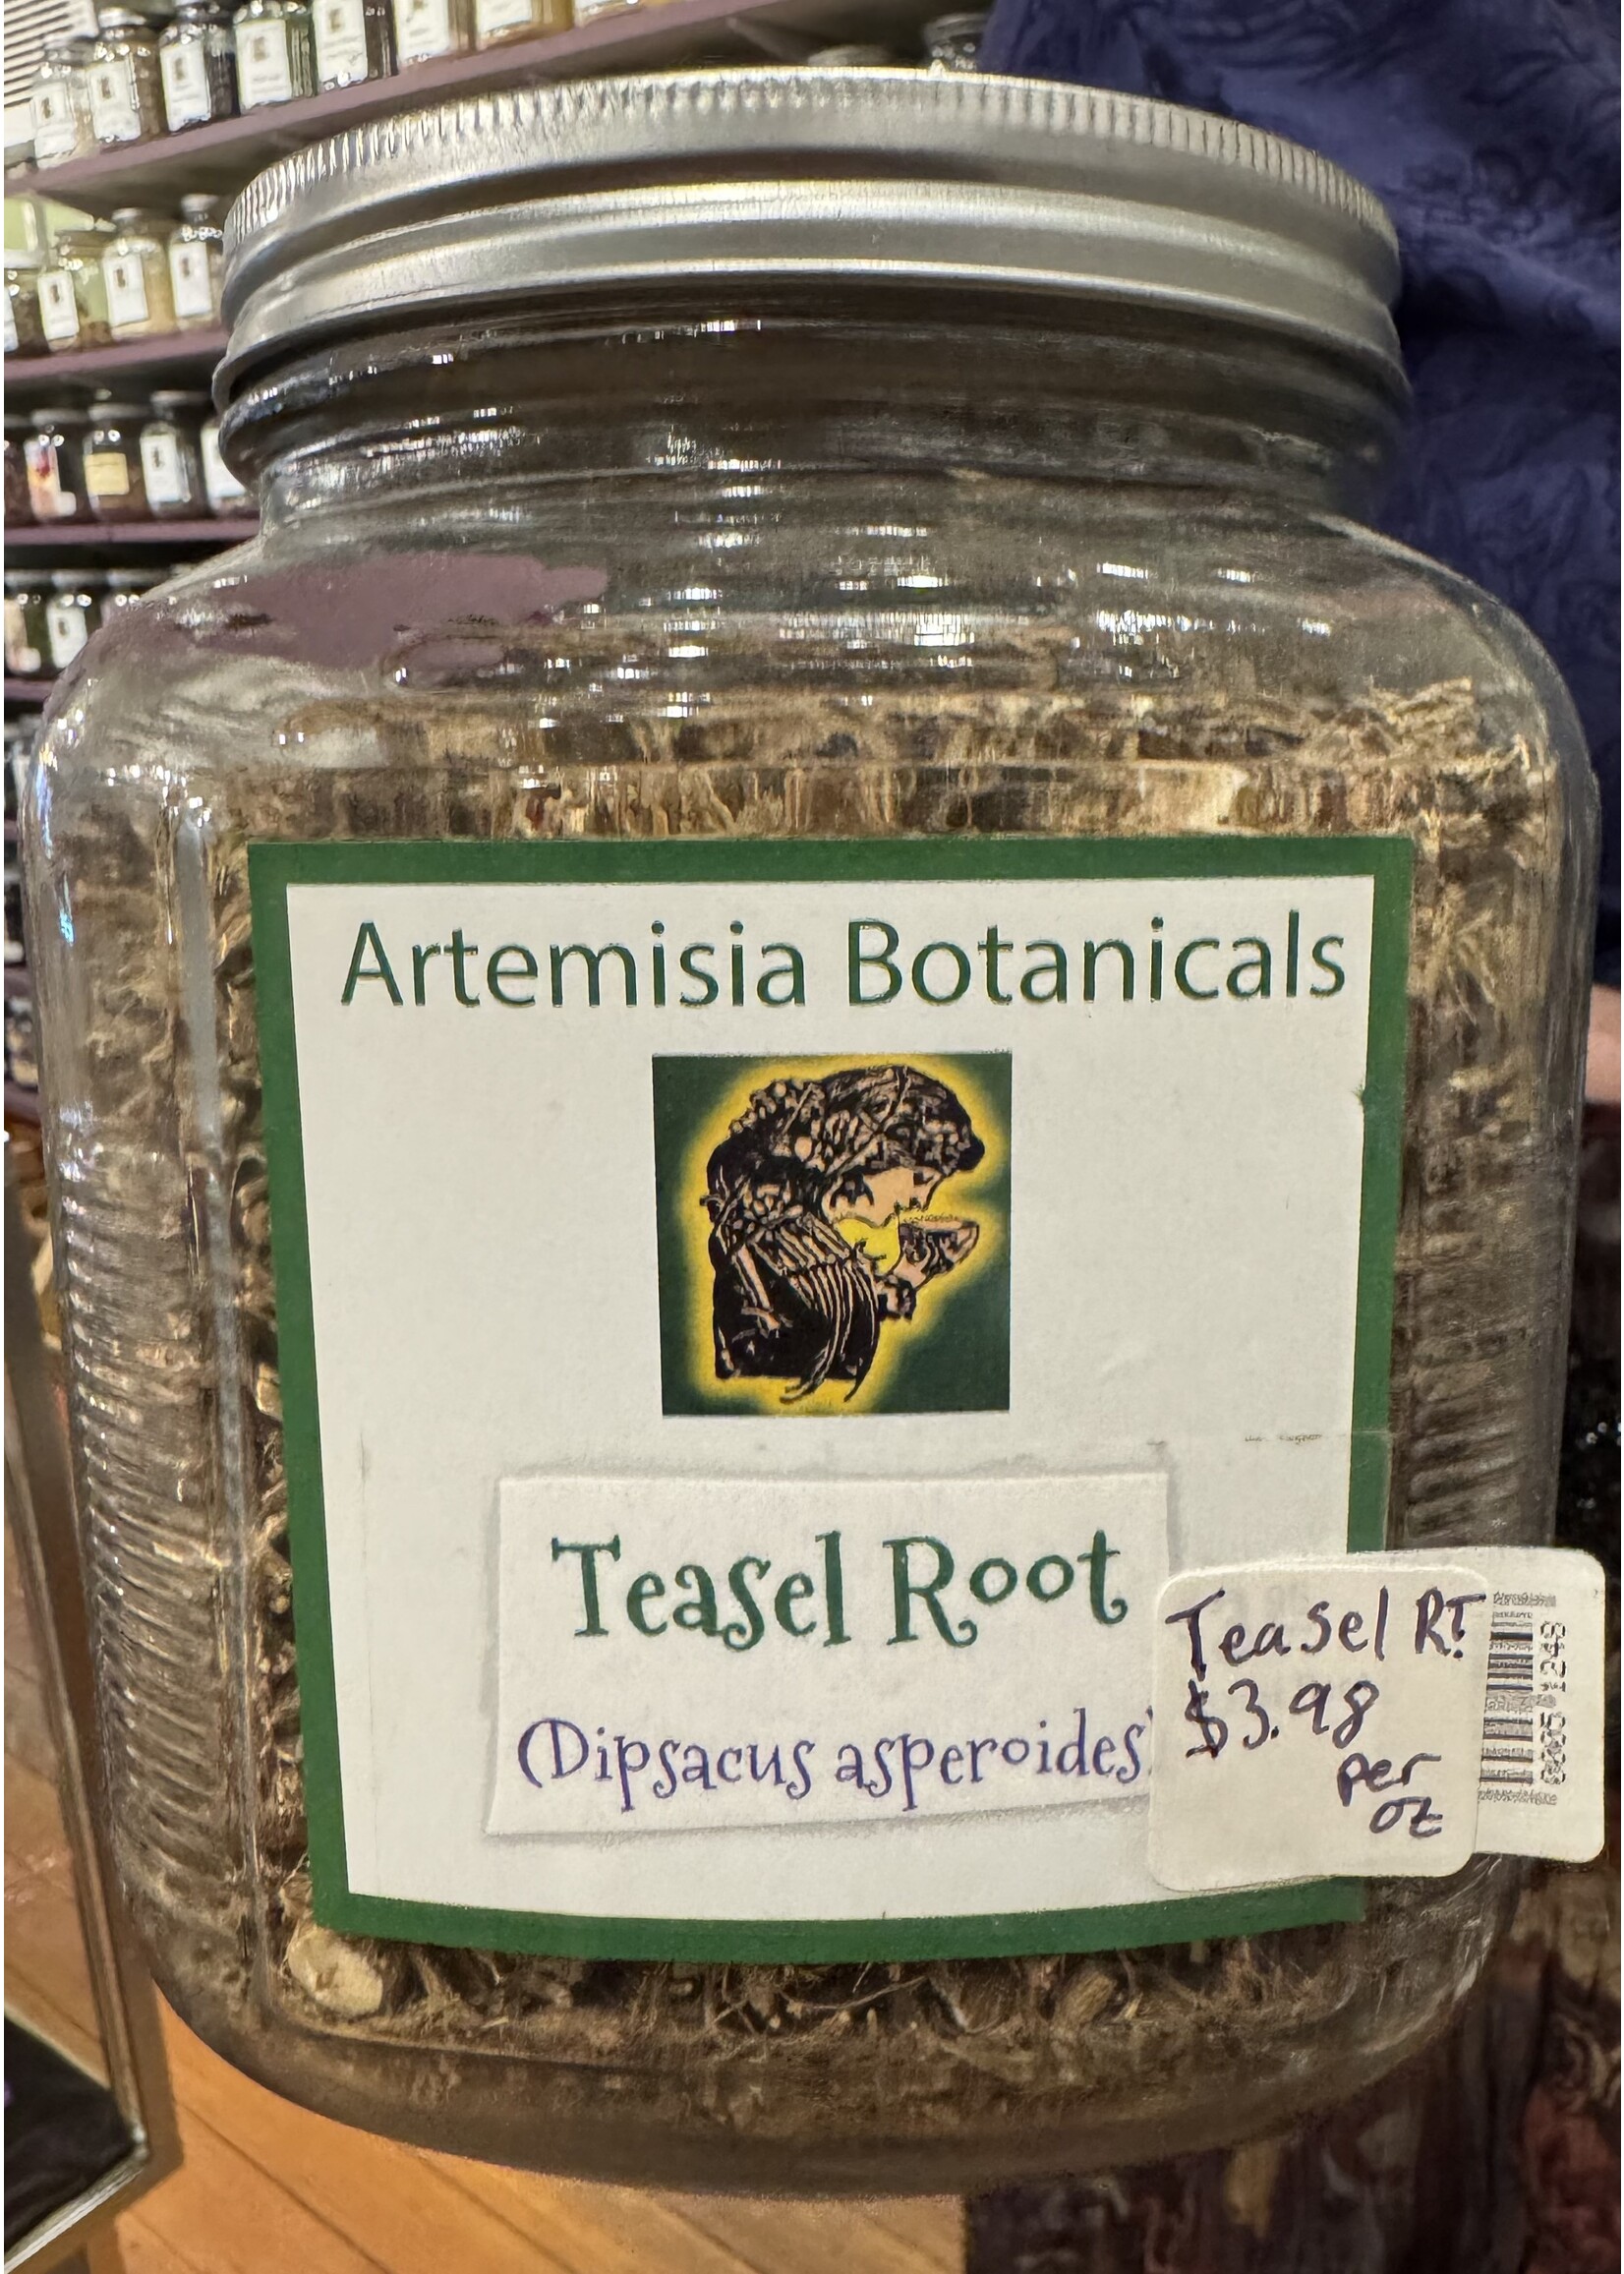 Artemisia Botanicals
Teasel Root
(Dipsacus asperoides)
Teasel RT
$3.98
per
oz